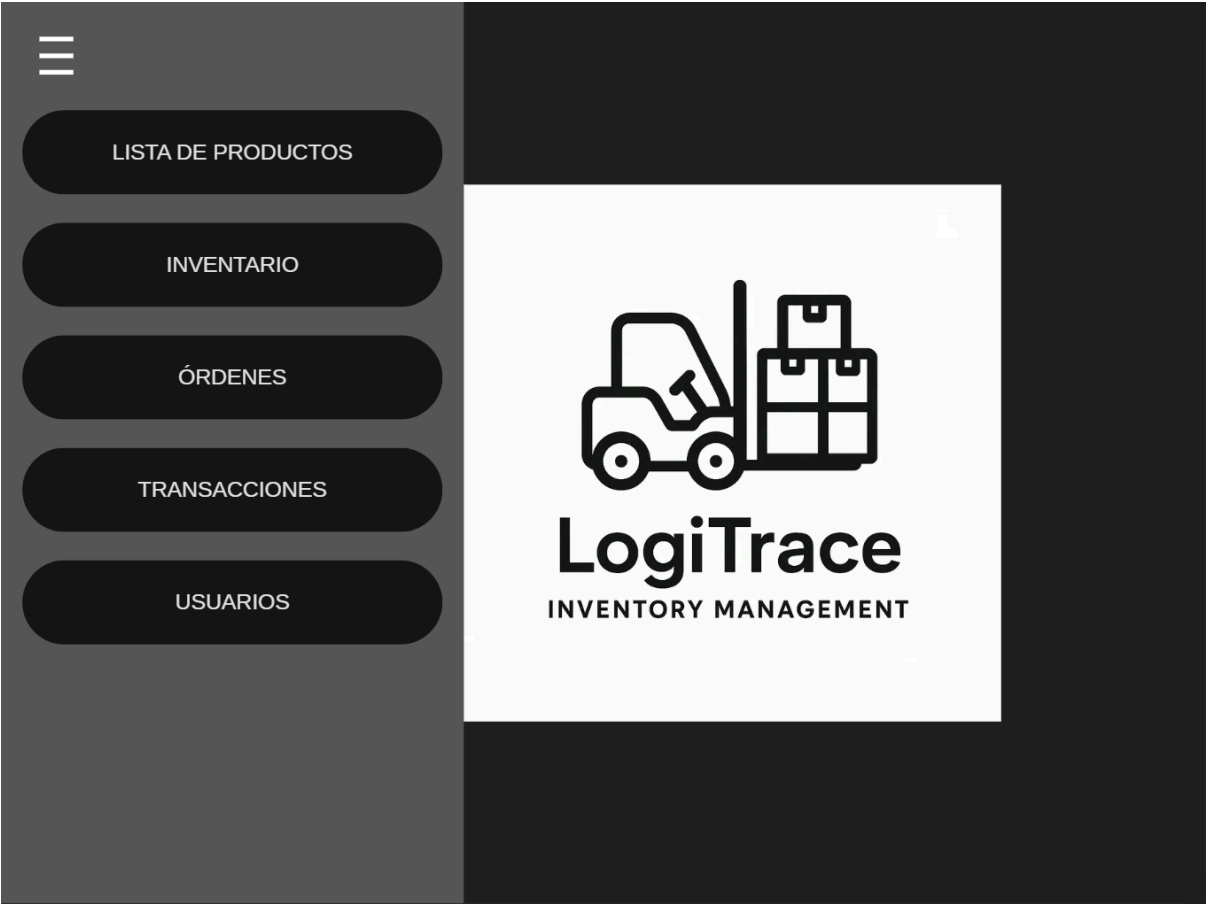 LISTA DE PRODUCTOS
INVENTARIO
ÓRDENES
TRANSACCIONES
USUARIOS
LogiTrace
INVENTORY MANAGEMENT